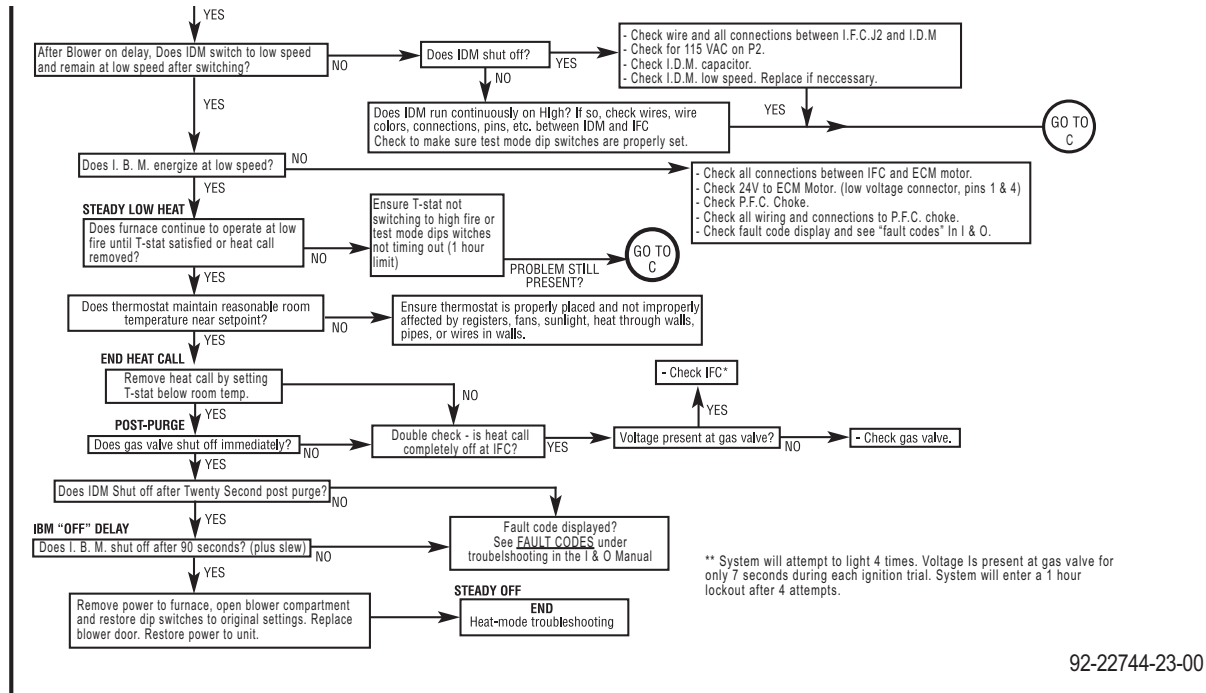 YES
After Blower on delay, Does IDM switch to low speed
and remain at low speed after switching?
NO
Does IDM shut off?
YES
- Check wire and all connections between I.F.C.J2 and I.D.M
- Check for 115 VAC on P2.
- Check I.D.M. capacitor.
- Check I.D.M. low speed. Replace if neccessary.
NO
YES
YES
Does IDM run continuously on HIgh? If so, check wires, wire
colors, connections, pins, etc. between IDM and IFC
Check to make sure test mode dip switches are properly set.
GO TO
C
Does I. B. M. energize at low speed?
NO
- Check all connections between IFC and ECM motor.
- Check 24V to ECM Motor. (low voltage connector, pins 1 & 4)
- Check P.F.C. Choke.
- Check all wiring and connections to P.F.C. choke.
- Check fault code display and see "fault codes" In I & O.
YES
STEADY LOW HEAT
Does furnace continue to operate at low
fire until T-stat satisfied or heat call
removed?
NO
Ensure T-stat not
switching to high fire or
test mode dips witches
not timing out (1 hour
limit)
PROBLEM STILL
PRESENT?
GO TO
C
YES
Does thermostat maintain reasonable room
temperature near setpoint?
NO
Ensure thermostat is properly placed and not improperly
affected by registers, fans, sunlight, heat through walls,
pipes, or wires in walls.
YES
END HEAT CALL
Remove heat call by setting
T-stat below room temp.
NO
- Check IFC*
YES
YES
POST-PURGE
Does gas valve shut off immediately?
NO
Double check - is heat call
completely off at IFC?
YES
Voltage present at gas valve?
NO
- Check gas valve.
YES
Does IDM Shut off after Twenty Second post purge?
NO
YES
IBM "OFF" DELAY
Does I. B. M. shut off after 90 seconds? (plus slew)
NO
Fault code displayed?
See FAULT CODES under
troubelshooting in the I & O Manual
** System will attempt to light 4 times. Voltage Is present at gas valve for
only 7 seconds during each ignition trial. System will enter a 1 hour
lockout after 4 attempts.
YES
Remove power to furnace, open blower compartment
and restore dip switches to original settings. Replace
blower door. Restore power to unit.
STEADY OFF
END
Heat-mode troubleshooting
92-22744-23-00